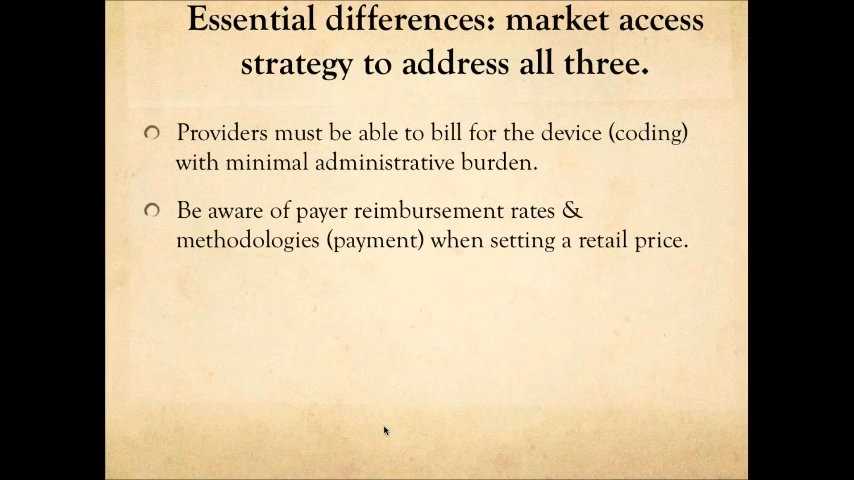 Essential differences: market access
strategy to address all three.
Providers must be able to bill for the device (coding)
with minimal administrative burden.
Be aware of payer reimbursement rates &
methodologies (payment) when setting a retail price.